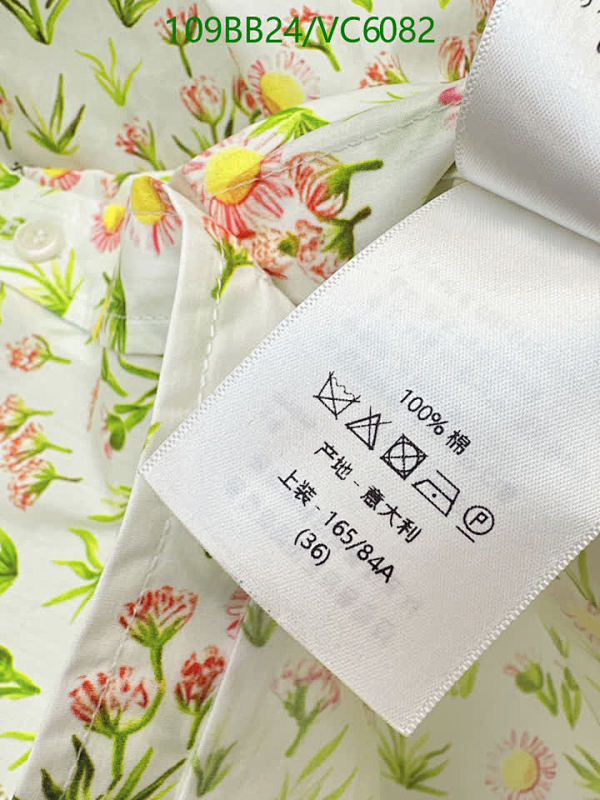 109BB24/VC6082
100% 棉
P
产地 - 意大利
上装 - 165/84A
(36)